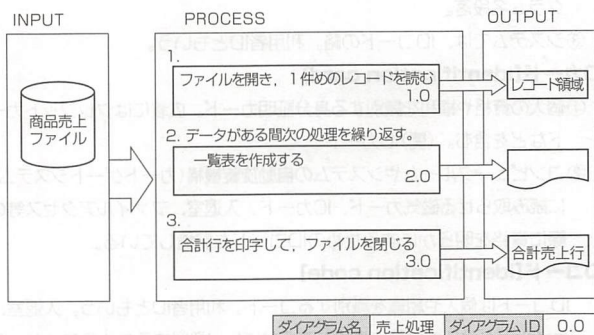 INPUT
PROCESS
OUTPUT
商品売上
ファイル
1.
ファイルを開き，1件めのレコードを読む
1.0
レコード領域
2. データがある間次の処理を繰り返す。
一覧表を作成する
2.0
3.
合計行を印字して，ファイルを閉じる
3.0
合計売上行
ダイアグラム名 売上処理 ダイアグラムID 0.0